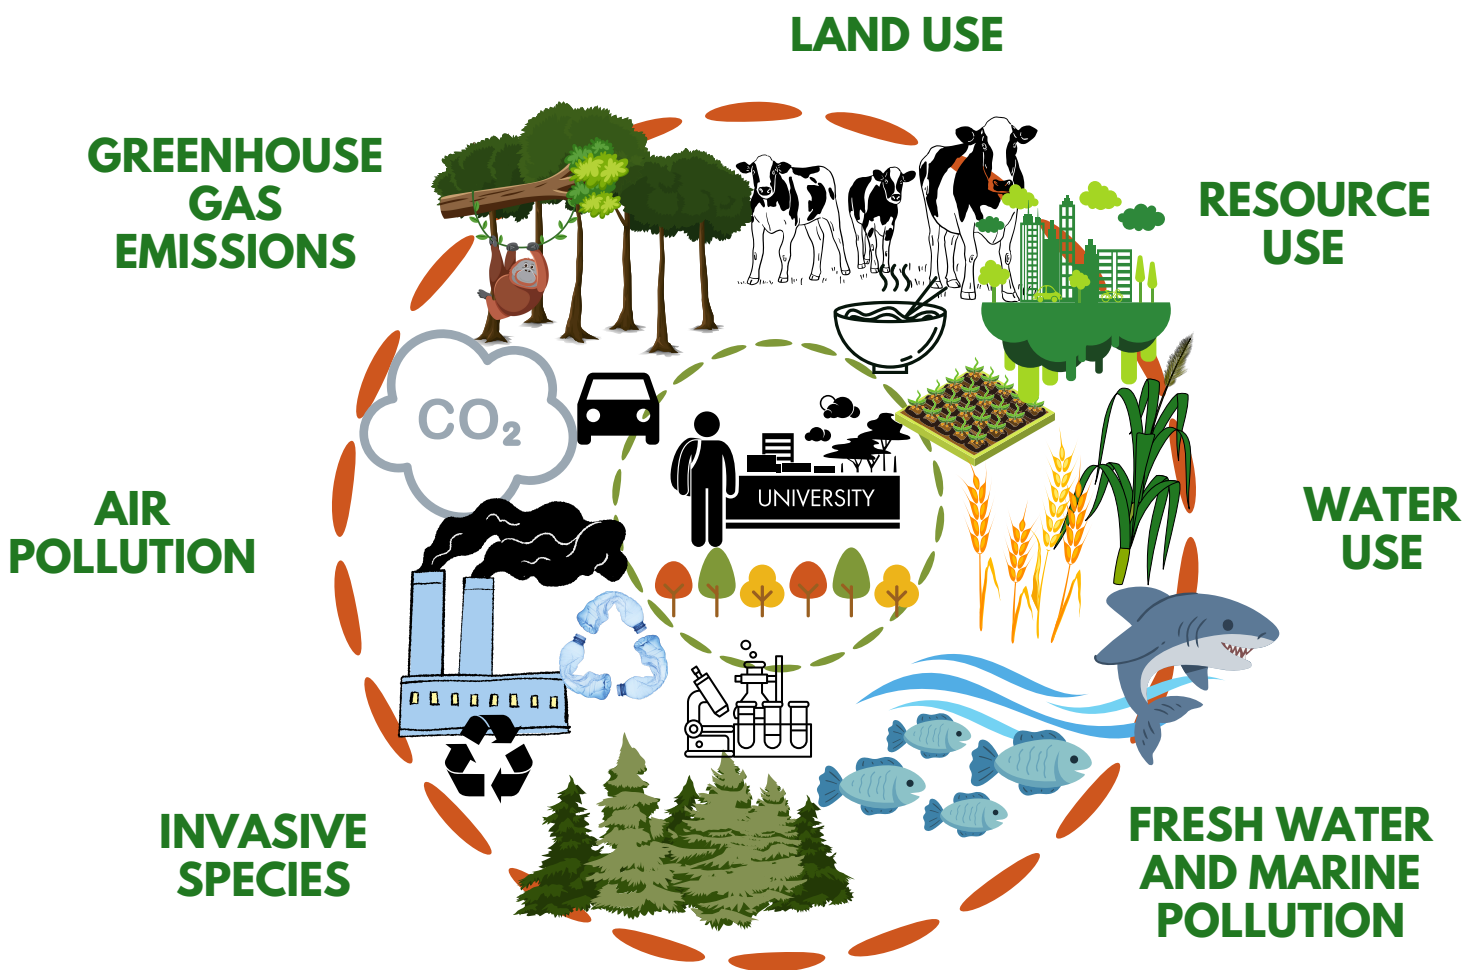 LAND USE
GREENHOUSE
GAS
EMISSIONS
RESOURCE
USE
CO₂
UNIVERSITY
AIR
POLLUTION
WATER
USE
INVASIVE
SPECIES
FRESH WATER
AND MARINE
POLLUTION